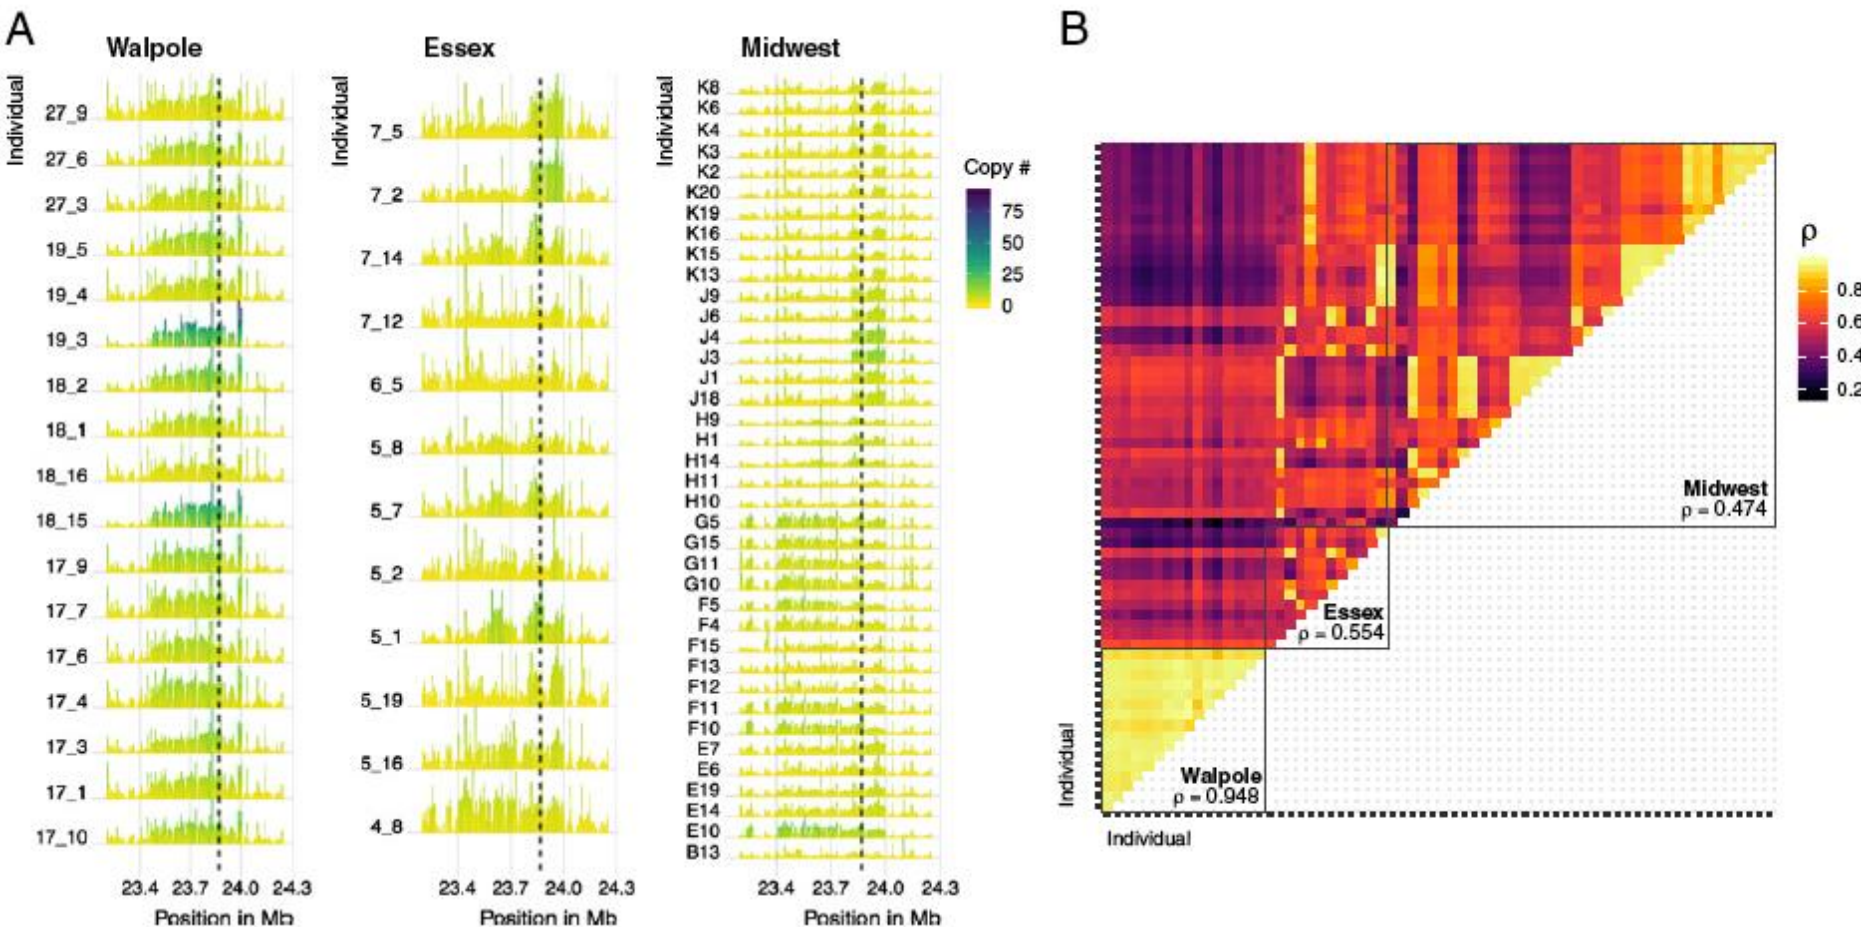 A
Walpole
Individual
27_9
27_6
27_3
19_5
19_4
19_3
18_2
18_1
18_16
18_15
17_9
17_7
17_6
17_4
17_3
17_1
17_10
23.4 23.7 24.0 24.3
Position in Mb
Essex
Individual
7_5
7_2
7_14
7_12
6_5
5_8
5_7
5_2
5_1
5_19
5_16
4_8
23.4 23.7 24.0 24.3
Position in Mb
Midwest
Individual
K8
K6
K4
K3
K2
K20
K19
K16
K15
K13
J9
J6
J4
J3
J1
J18
H9
H1
H14
H11
H10
G5
G15
G11
G10
F5
F4
F15
F13
F12
F11
F10
E7
E6
E19
E14
E10
B13
23.4 23.7 24.0 24.3
Position in Mb
Copy #
75
50
25
0
B
Individual
Individual
Midwest
ρ = 0.474
Essex
ρ = 0.554
Walpole
ρ = 0.948
ρ
0.8
0.6
0.4
0.2